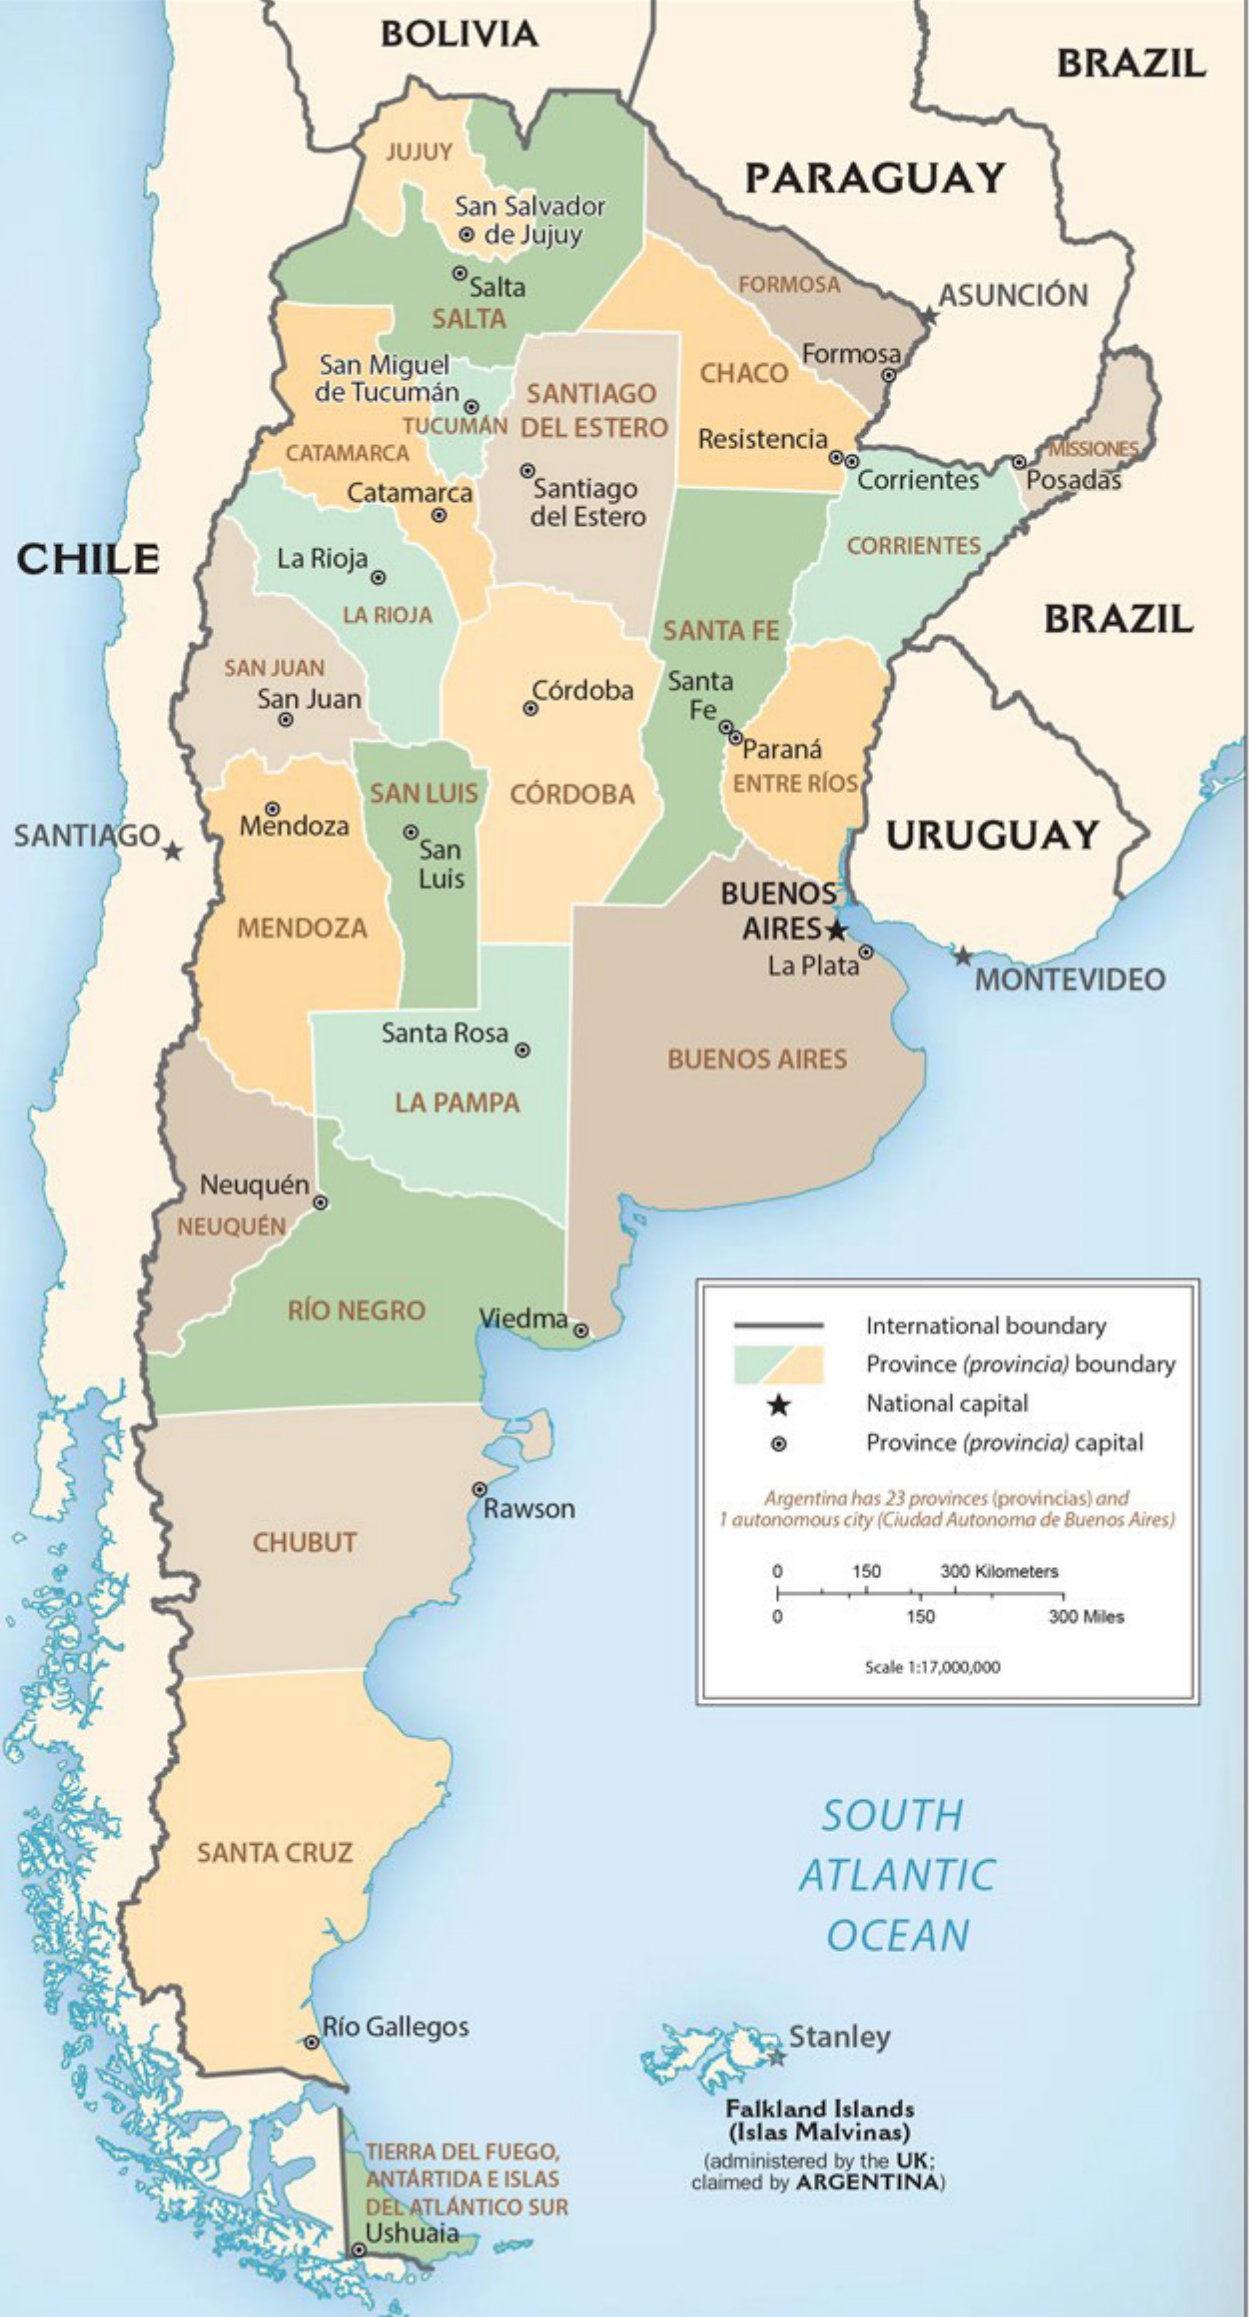 BOLIVIA
BRAZIL
JUJUY
PARAGUAY
San Salvador
de Jujuy
FORMOSA
Salta
ASUNCIÓN
SALTA
Formosa
San Miguel
de Tucumán
CHACO
SANTIAGO
DEL ESTERO
TUCUMÁN
Resistencia
MISSIONES
CATAMARCA
Corrientes
Posadas
Catamarca
Santiago
del Estero
CORRIENTES
CHILE
La Rioja
LA RIOJA
BRAZIL
SANTA FE
SAN JUAN
San Juan
Córdoba
Santa
Fe
Paraná
ENTRE RÍOS
SAN LUIS
CÓRDOBA
Mendoza
SANTIAGO
URUGUAY
San
Luis
BUENOS
AIRES
MENDOZA
La Plata
MONTEVIDEO
Santa Rosa
BUENOS AIRES
LA PAMPA
Neuquén
NEUQUÉN
RÍO NEGRO
Viedma
International boundary
Province (provincia) boundary
National capital
Province (provincia) capital
Argentina has 23 provinces (provincias) and
1 autonomous city (Ciudad Autonoma de Buenos Aires)
0 150 300 Kilometers
0 150 300 Miles
Scale 1:17,000,000
Rawson
CHUBUT
SOUTH
ATLANTIC
OCEAN
SANTA CRUZ
Río Gallegos
Stanley
Falkland Islands
(Islas Malvinas)
(administered by the UK;
claimed by ARGENTINA)
TIERRA DEL FUEGO,
ANTÁRTIDA E ISLAS
DEL ATLÁNTICO SUR
Ushuaia